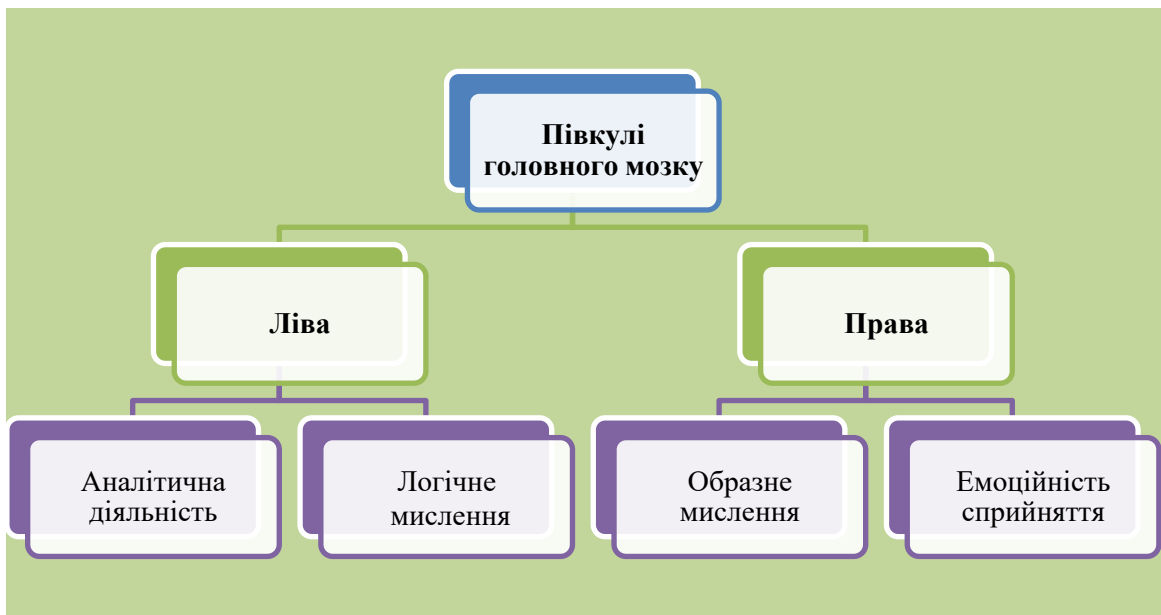 Півкулі
головного мозку
Ліва
Права
Аналітична
діяльність
Логічне
мислення
Образне
мислення
Емоційність
сприйняття